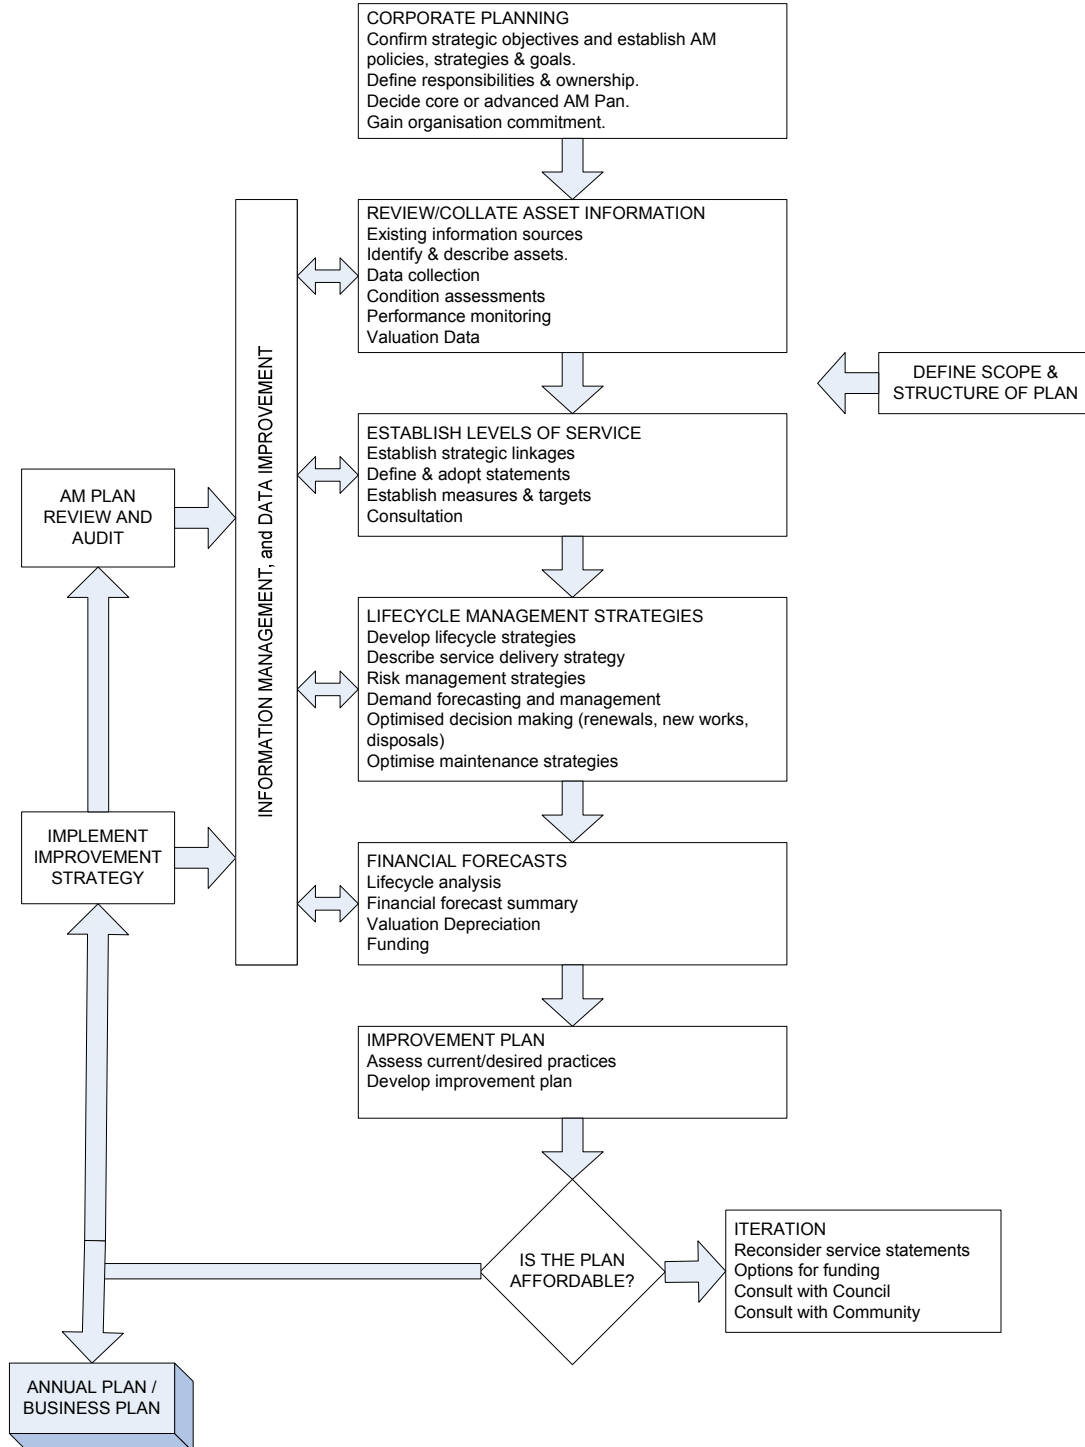 CORPORATE PLANNING
Confirm strategic objectives and establish AM
policies, strategies & goals.
Define responsibilities & ownership.
Decide core or advanced AM Pan.
Gain organisation commitment.
REVIEW/COLLATE ASSET INFORMATION
Existing information sources
Identify & describe assets.
Data collection
Condition assessments
Performance monitoring
Valuation Data
DEFINE SCOPE &
STRUCTURE OF PLAN
INFORMATION MANAGEMENT, and DATA IMPROVEMENT
ESTABLISH LEVELS OF SERVICE
Establish strategic linkages
Define & adopt statements
Establish measures & targets
Consultation
AM PLAN
REVIEW AND
AUDIT
LIFECYCLE MANAGEMENT STRATEGIES
Develop lifecycle strategies
Describe service delivery strategy
Risk management strategies
Demand forecasting and management
Optimised decision making (renewals, new works,
disposals)
Optimise maintenance strategies
IMPLEMENT
IMPROVEMENT
STRATEGY
FINANCIAL FORECASTS
Lifecycle analysis
Financial forecast summary
Valuation Depreciation
Funding
IMPROVEMENT PLAN
Assess current/desired practices
Develop improvement plan
IS THE PLAN
AFFORDABLE?
ITERATION
Reconsider service statements
Options for funding
Consult with Council
Consult with Community
ANNUAL PLAN /
BUSINESS PLAN